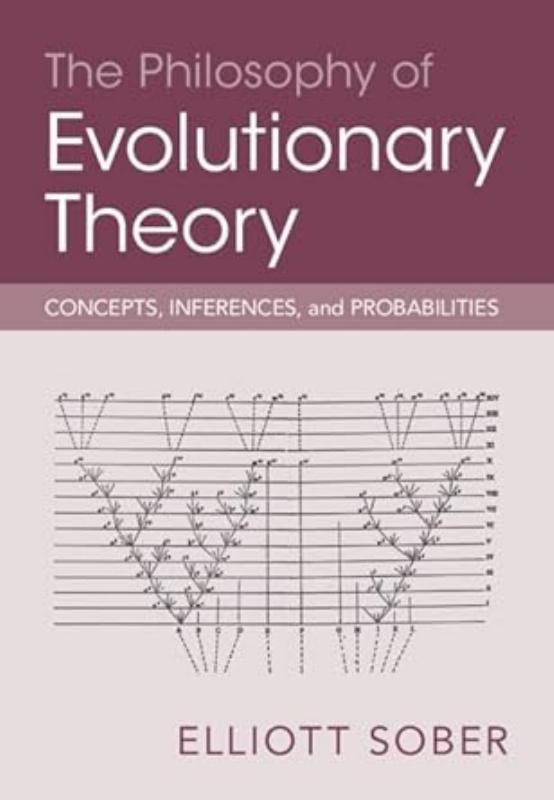 The Philosophy of
Evolutionary
Theory
CONCEPTS, INFERENCES, and PROBABILITIES
ELLIOTT SOBER